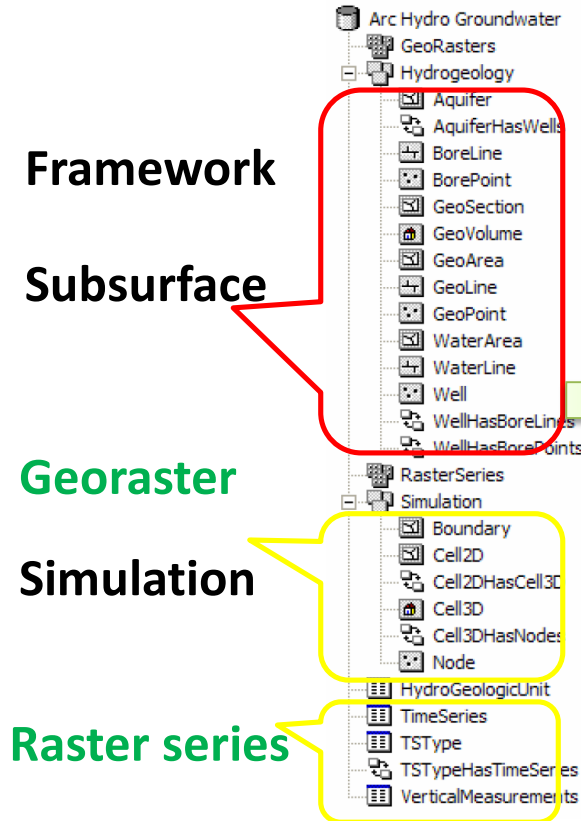 Arc Hydro Groundwater
GeoRasters
Hydrogeology
Aquifer
AquiferHasWells
BoreLine
BorePoint
GeoSection
GeoVolume
GeoArea
GeoLine
GeoPoint
WaterArea
WaterLine
Well
WellHasBoreLines
WellHasBorePoints
RasterSeries
Simulation
Boundary
Cell2D
Cell2DHasCell3D
Cell3D
Cell3DHasNodes
Node
HydroGeologicUnit
TimeSeries
TSType
TSTypeHasTimeSeries
VerticalMeasurements
Framework
Subsurface
Georaster
Simulation
Raster series